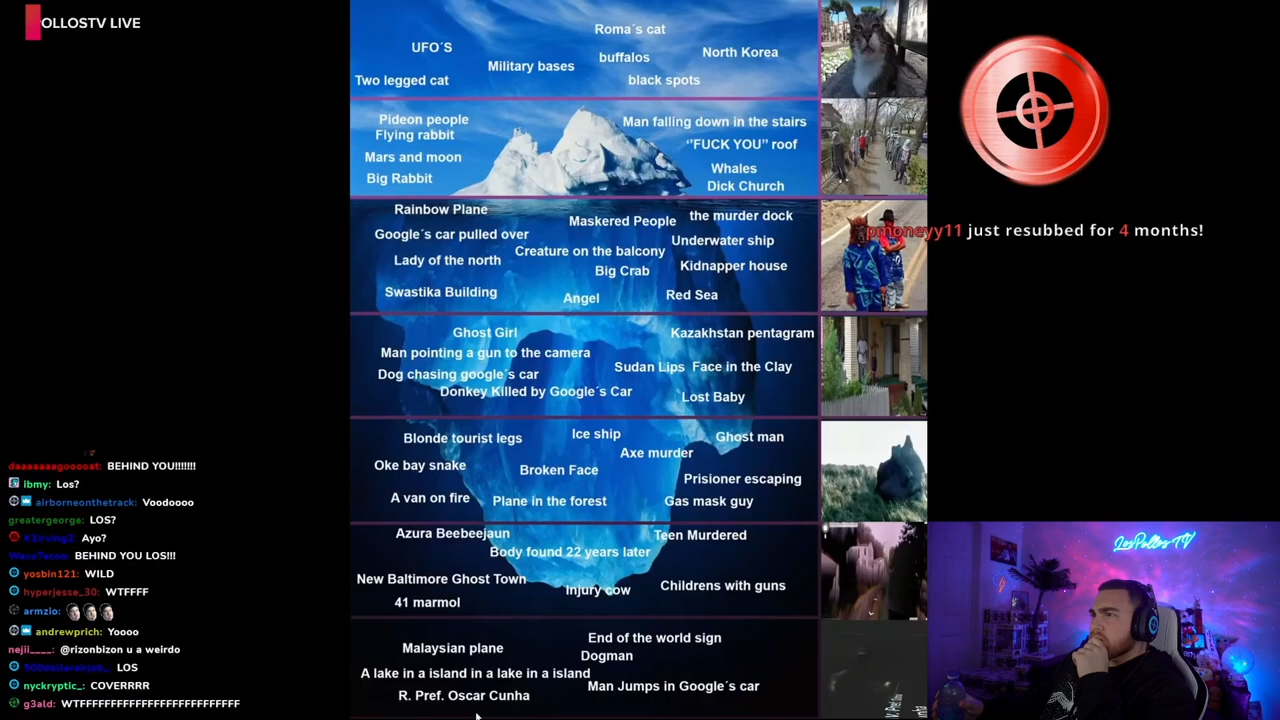 OLLOSTV LIVE
Roma´s cat
UFO´S
buffalos
North Korea
Military bases
Two legged cat
black spots
Pideon people
Man falling down in the stairs
Flying rabbit
‘’FUCK YOU’’ roof
Mars and moon
Whales
Big Rabbit
Dick Church
Rainbow Plane
Maskered People
the murder dock
Google´s car pulled over
Underwater ship
Creature on the balcony
Lady of the north
Big Crab
Kidnapper house
Swastika Building
Angel
Red Sea
pmoneyy11 just resubbed for 4 months!
Ghost Girl
Kazakhstan pentagram
Man pointing a gun to the camera
Sudan Lips
Face in the Clay
Dog chasing google´s car
Donkey Killed by Google´s Car
Lost Baby
Blonde tourist legs
Ice ship
Ghost man
Axe murder
Oke bay snake
Broken Face
Prisioner escaping
A van on fire
Plane in the forest
Gas mask guy
Azura Beebeejaun
Teen Murdered
Body found 22 years later
New Baltimore Ghost Town
Injury cow
Childrens with guns
41 marmol
Malaysian plane
End of the world sign
Dogman
A lake in a island in a lake in a island
Man Jumps in Google´s car
R. Pref. Oscar Cunha
daaaaaaagooooat: BEHIND YOU!!!!!!!
ibmy: Los?
airborneonthetrack: Voodoooo
greatergeorge: LOS?
Ayo?
BEHIND YOU LOS!!!
yosbin121: WILD
hyperjesse_30: WTFFFF
armzio:
andrewprich: Yoooo
nejii____: @rizonbizon u a weirdo
LOS
nyckryptic_: COVERRRR
g3ald: WTFFFFFFFFFFFFFFFFFFFFFFFFFF
LosPollos TV